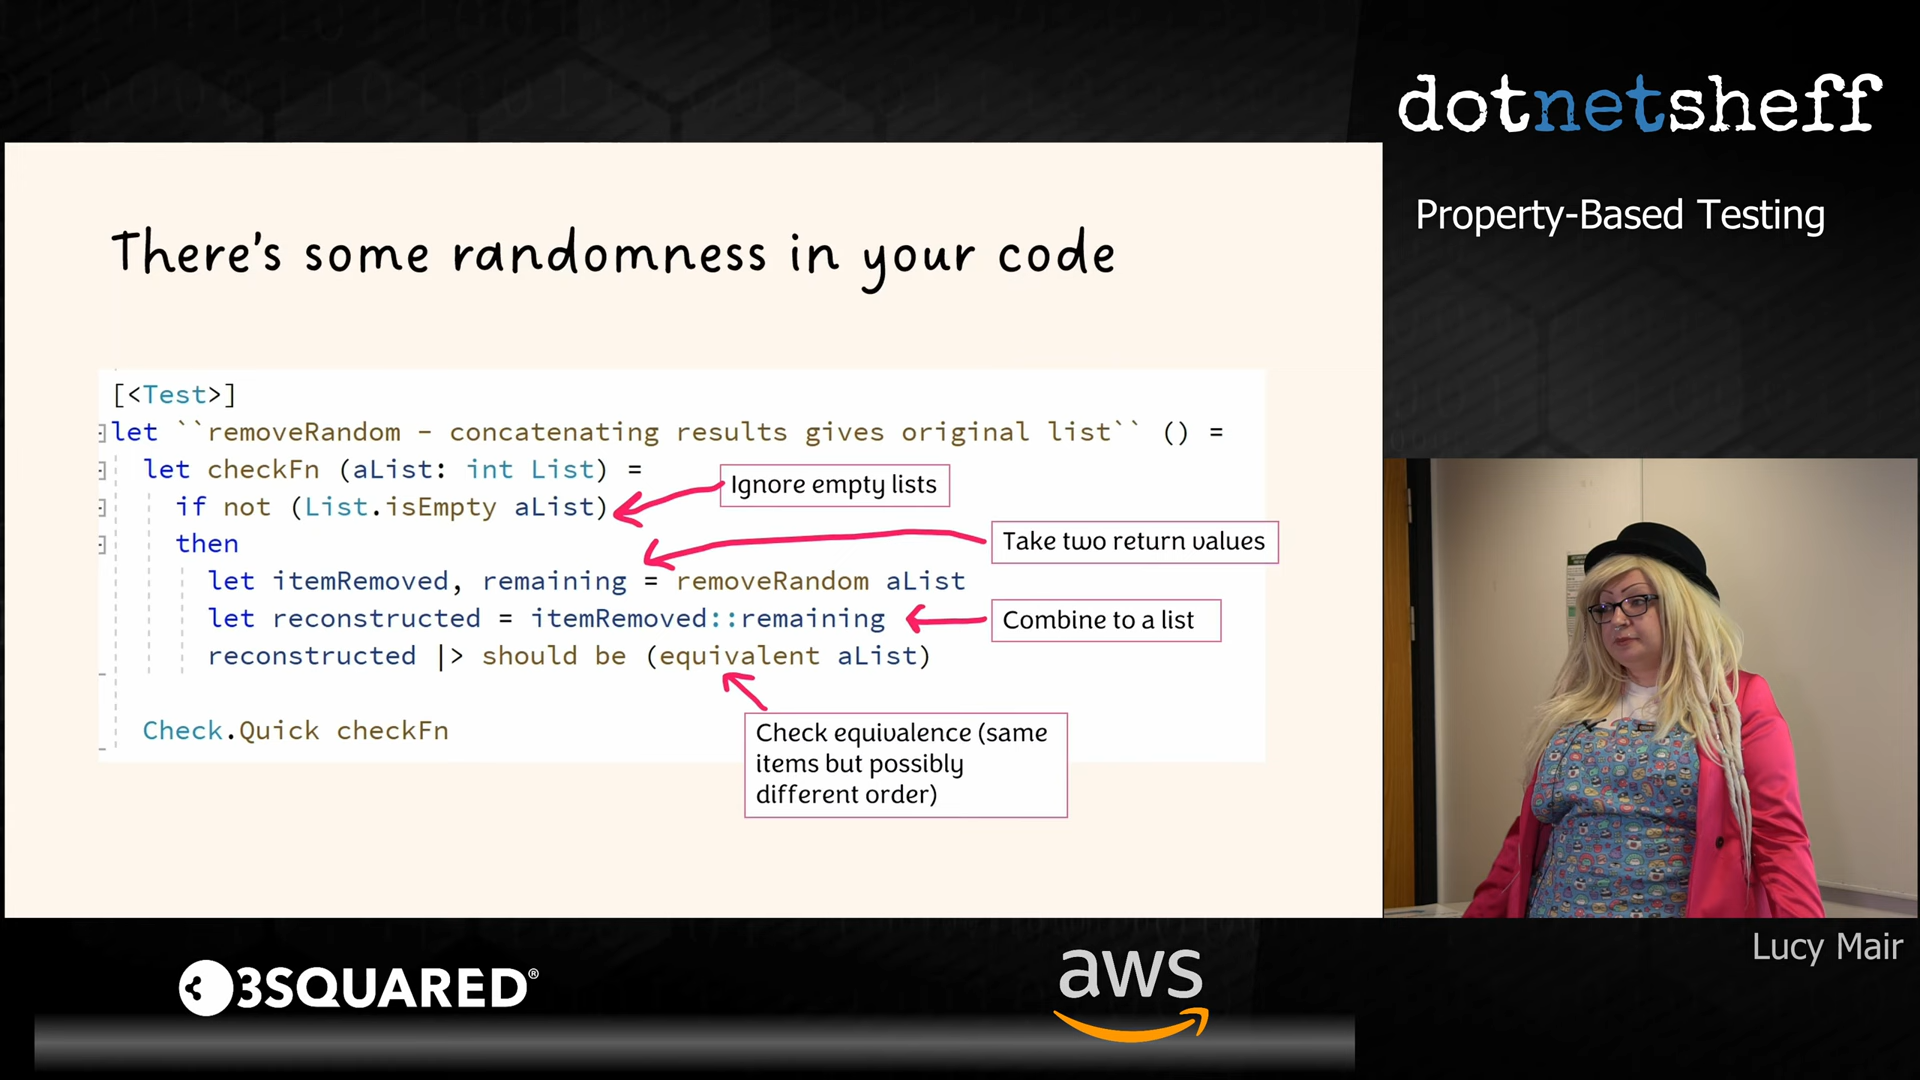 dotnetsheff
Property-Based Testing
There's some randomness in your code
[<Test>]
let ``removeRandom - concatenating results gives original list`` () =
let checkFn (aList: int List) =
Ignore empty lists
if not (List.isEmpty aList)
Take two return values
then
let itemRemoved, remaining = removeRandom aList
let reconstructed = itemRemoved::remaining
Combine to a list
reconstructed |> should be (equivalent aList)
Check equivalence (same
items but possibly
different order)
Check.Quick checkFn
Lucy Mair
3SQUARED®
aws